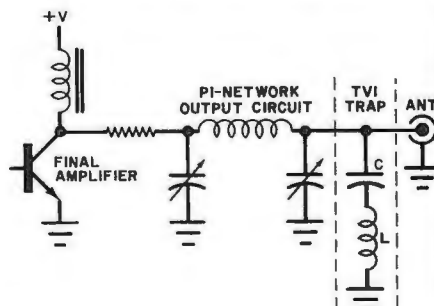 +V
PI-NETWORK
OUTPUT CIRCUIT
TVI
TRAP
ANT
FINAL
AMPLIFIER
C
L